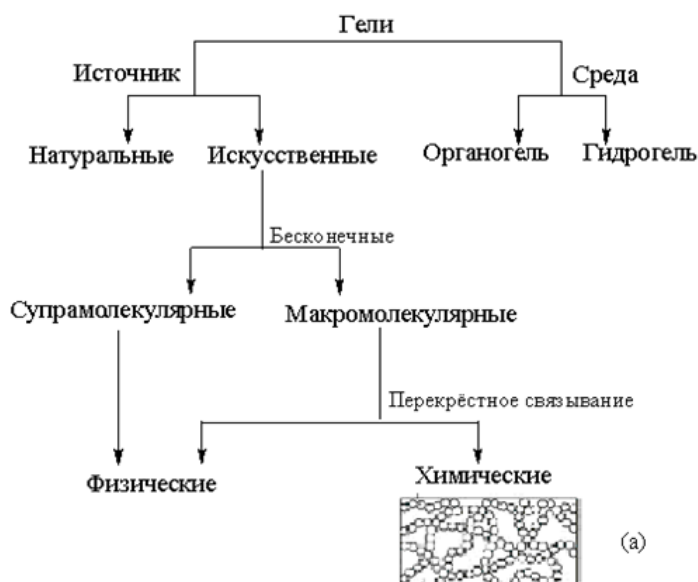 Гели
Источник
Среда
Натуральные Искусственные Органогель Гидрогель
Бесконечные
Супрамолекулярные Макромолекулярные
Перекрёстное связывание
Физические Химические
(а)